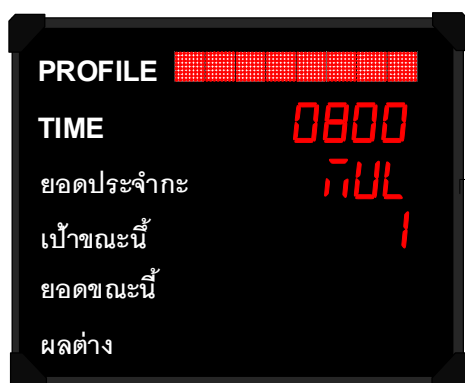 PROFILE
TIME 0800
ยอดประจำกะ MUL
เป้าขณะนี้ 1
ยอดขณะนี้
ผลต่าง